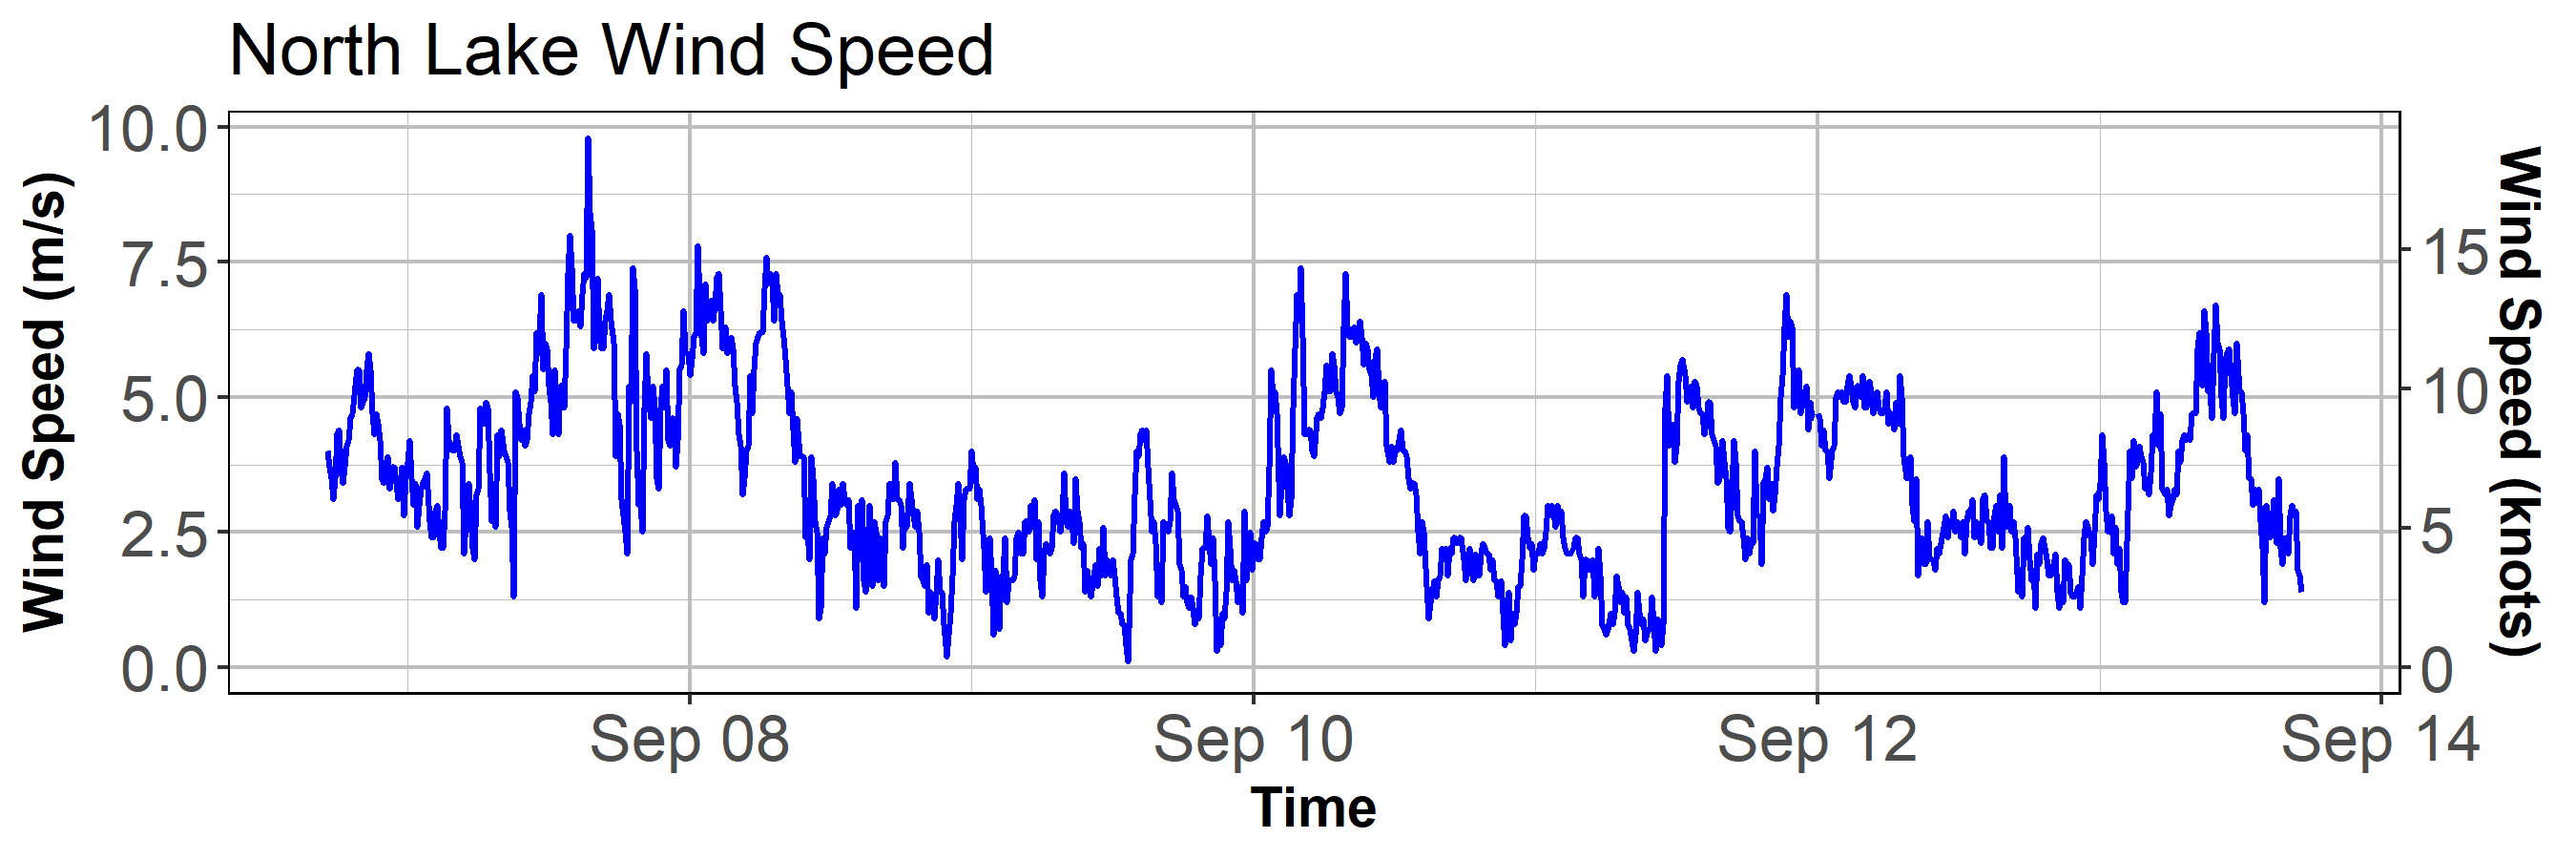 North Lake Wind Speed
10.0
7.5
5.0
2.5
0.0
Wind Speed (m/s)
15
10
5
0
Wind Speed (knots)
Sep 08
Sep 10
Sep 12
Sep 14
Time